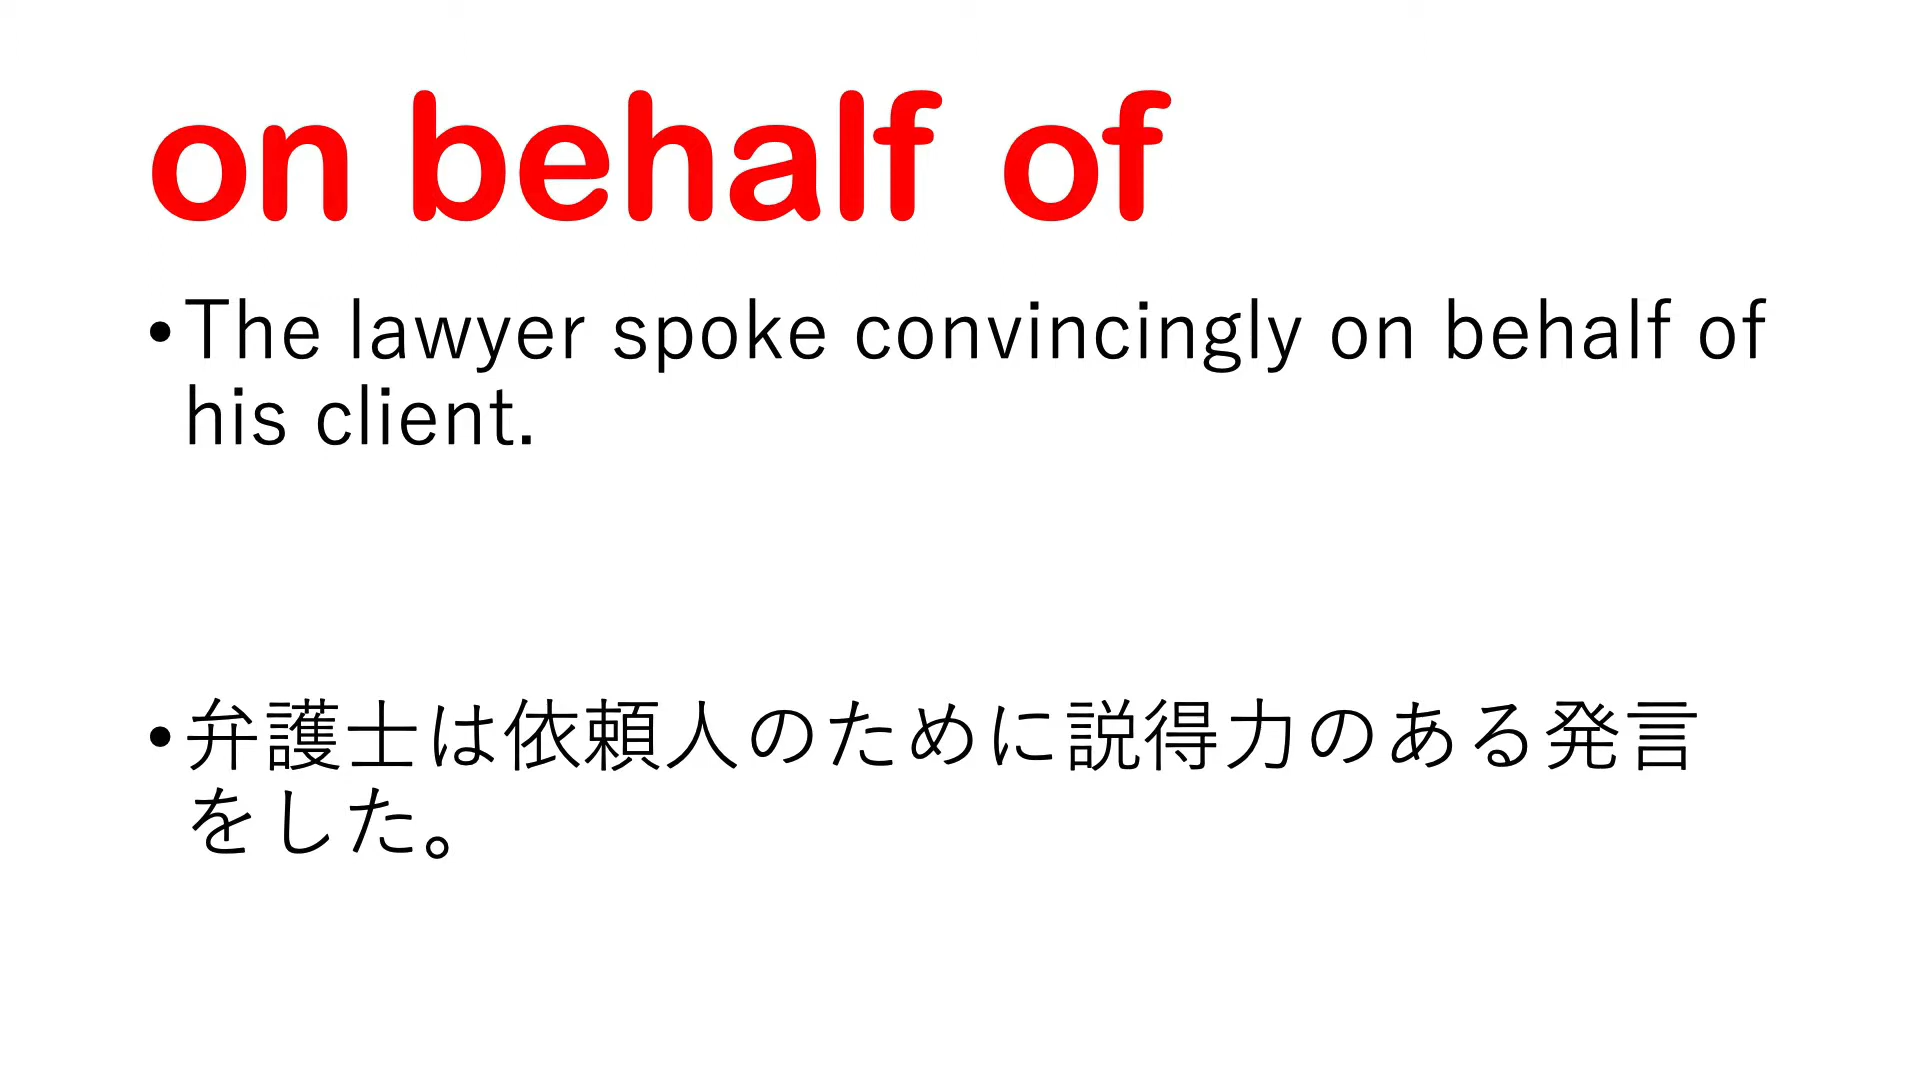 on behalf of
•The lawyer spoke convincingly on behalf of
his client.
•弁護士は依頼人のために説得力のある発言
をした。